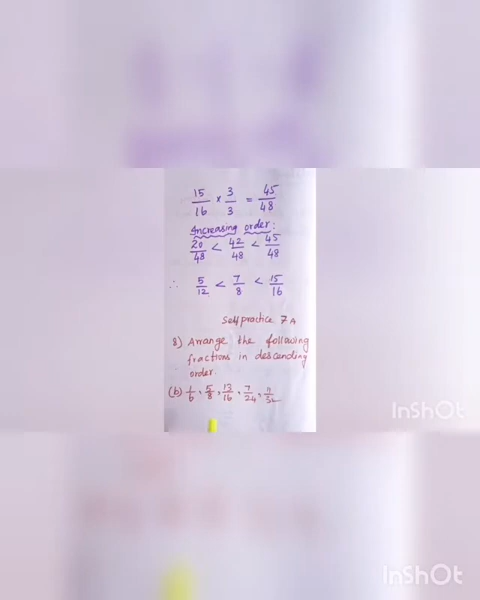 15/16 × 3/3 = 45/48
Increasing order:
20/48 < 42/48 < 45/48
∴ 5/12 < 7/8 < 15/16
Self practice 7A
8) Arrange the following
fractions in descending
order.
(b) 1/6, 5/8, 13/16, 7/24, 11/32
InShOt
InShOt